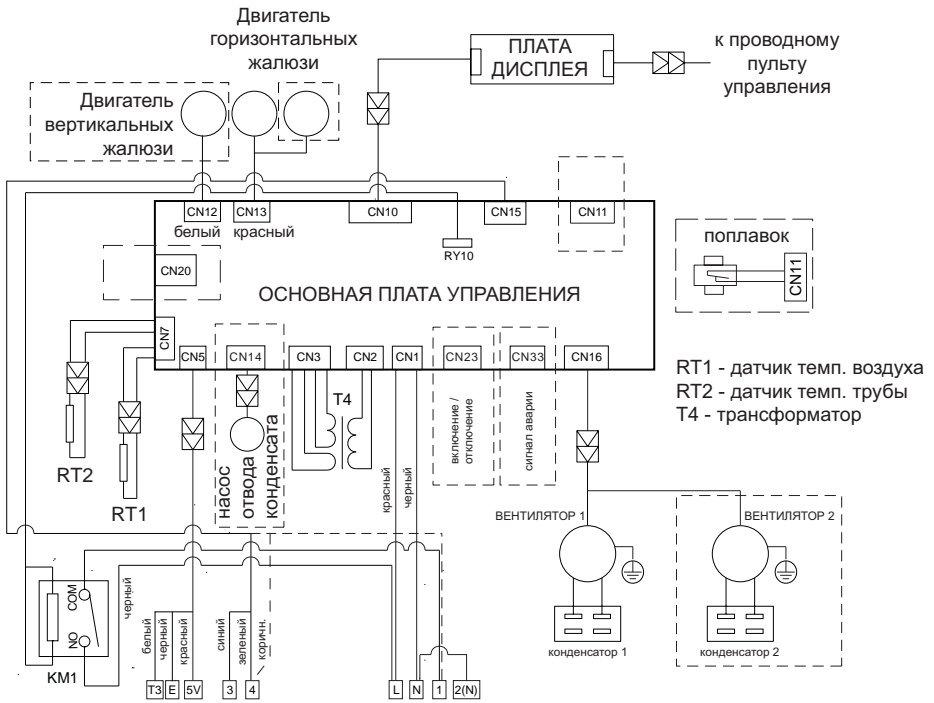 Двигатель
горизонтальных
жалюзи
ПЛАТА
ДИСПЛЕЯ
к проводному
пульту
управления
Двигатель
вертикальных
жалюзи
CN12
CN13
CN10
CN15
CN11
белый
красный
RY10
CN20
ОСНОВНАЯ ПЛАТА УПРАВЛЕНИЯ
поплавок
CN11
CN7
CN5
CN14
CN3
CN2
CN1
CN23
CN33
CN16
T4
RT1 - датчик темп. воздуха
RT2 - датчик темп. трубы
T4 - трансформатор
RT2
RT1
насос
отвода
конденсата
красный
черный
включение /
отключение
сигнал аварии
ВЕНТИЛЯТОР 1
ВЕНТИЛЯТОР 2
COM
NO
KM1
черный
белый
черный
красный
синий
зеленый
коричн.
конденсатор 1
конденсатор 2
T3
E
5V
3
4
L
N
1
2(N)